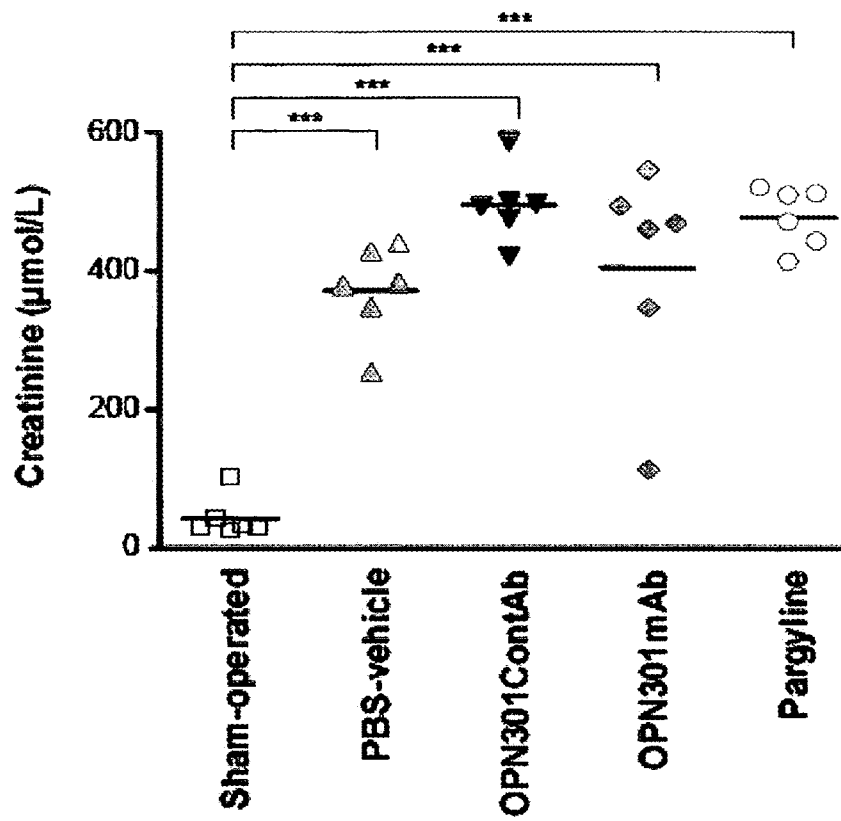 ***
***
***
***
600
400
200
0
Creatinine (µmol/L)
Sham-operated
PBS-vehicle
OPN301ContAb
OPN301mAb
Pargyline